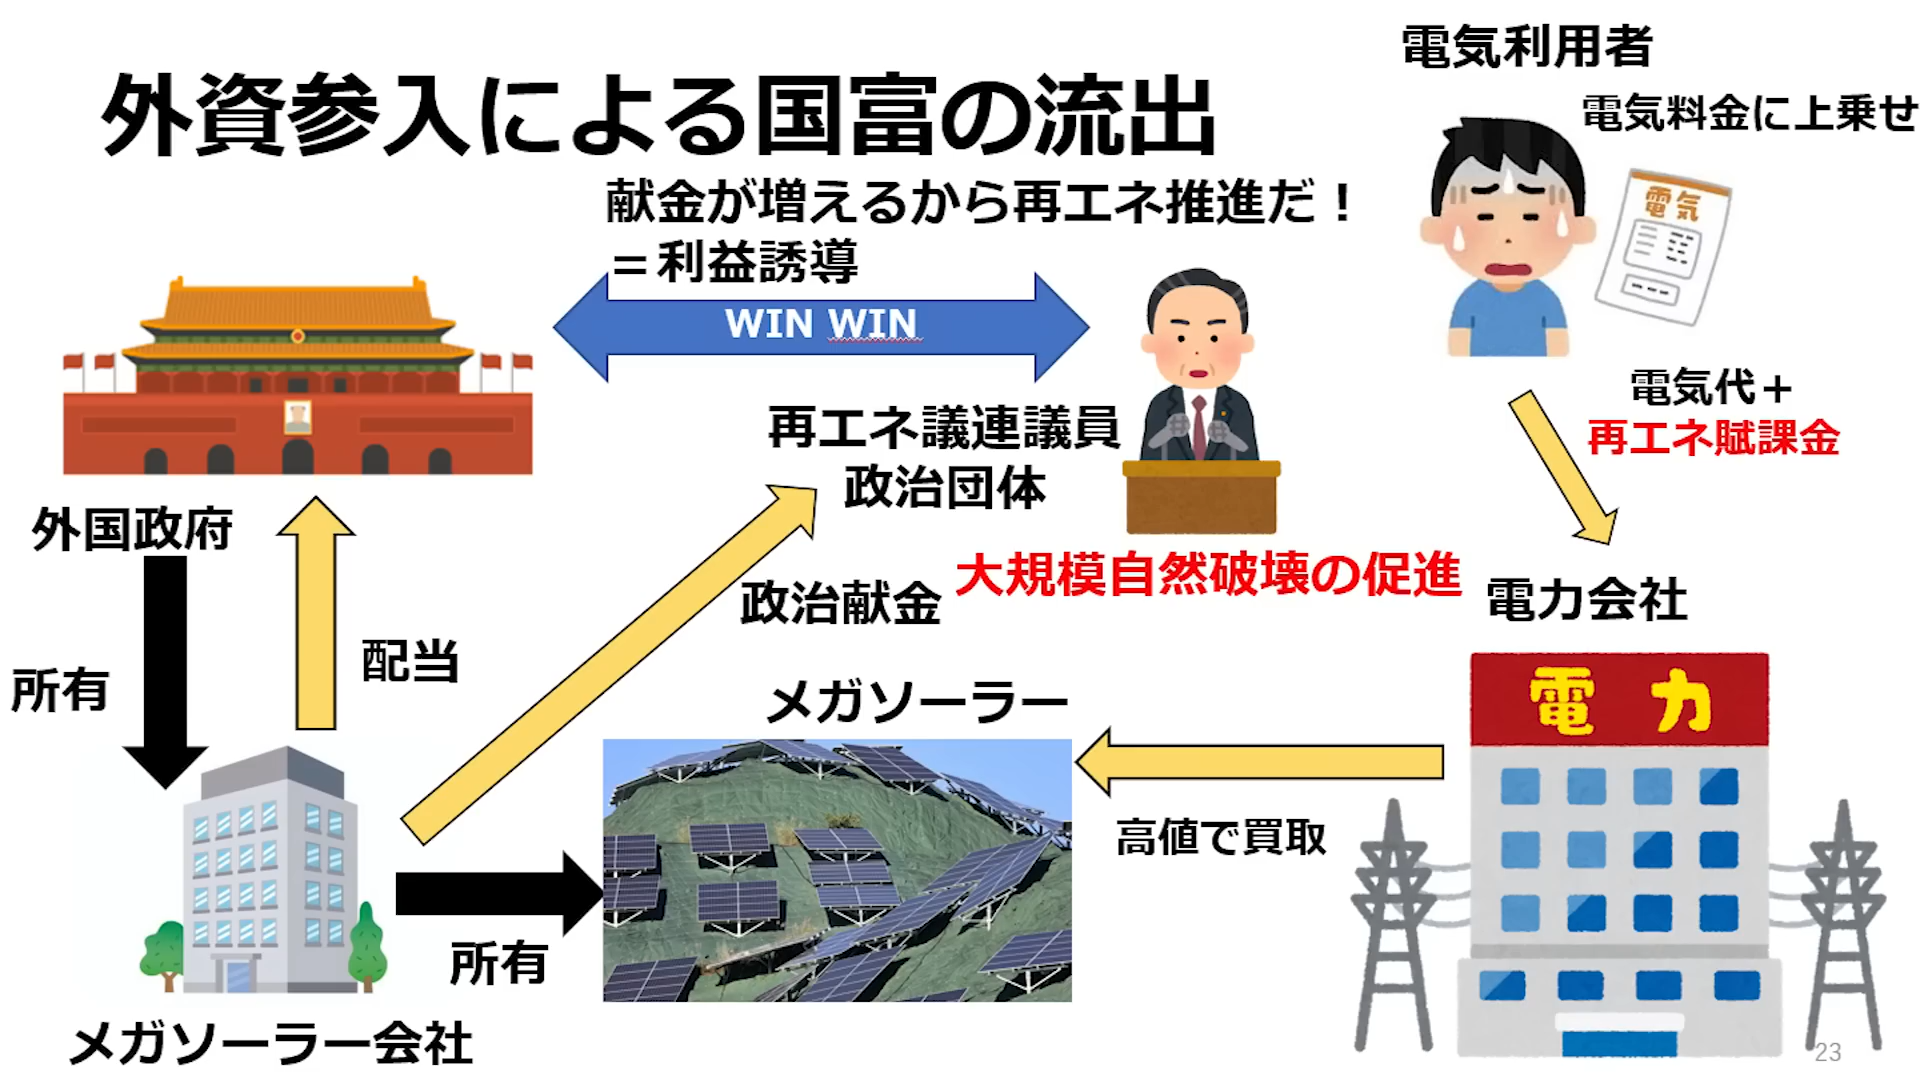 外資参入による国富の流出
献金が増えるから再エネ推進だ！
＝利益誘導
WIN WIN
電気利用者
電気料金に上乗せ
電気
電気代＋
再エネ賦課金
再エネ議連議員
政治団体
外国政府
所有
配当
政治献金
大規模自然破壊の促進
電力会社
電力
メガソーラー
高値で買取
所有
メガソーラー会社
23